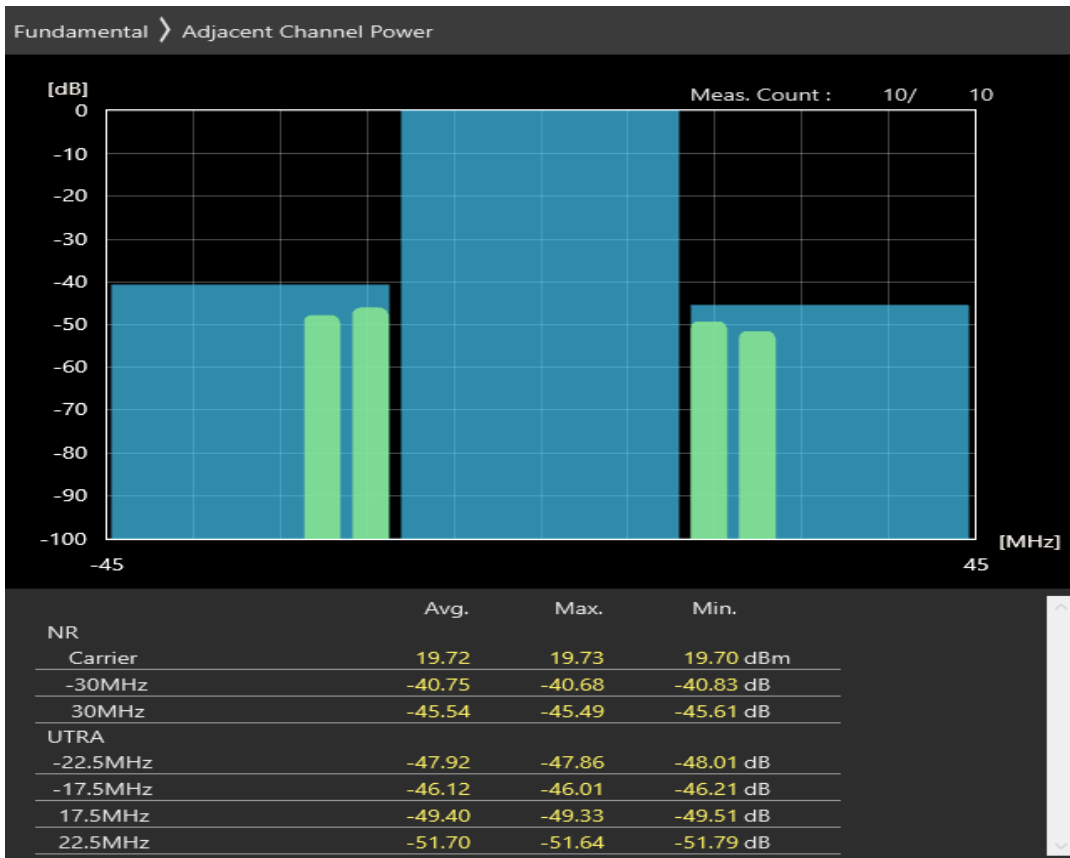 Fundamental 》 Adjacent Channel Power
[dB]
Meas. Count : 10/ 10
0
-10
-20
-30
-40
-50
-60
-70
-80
-90
-100
[MHz]
-45 45
Avg. Max. Min.
NR
Carrier 19.72 19.73 19.70 dBm
-30MHz -40.75 -40.68 -40.83 dB
30MHz -45.54 -45.49 -45.61 dB
UTRA
-22.5MHz -47.92 -47.86 -48.01 dB
-17.5MHz -46.12 -46.01 -46.21 dB
17.5MHz -49.40 -49.33 -49.51 dB
22.5MHz -51.70 -51.64 -51.79 dB